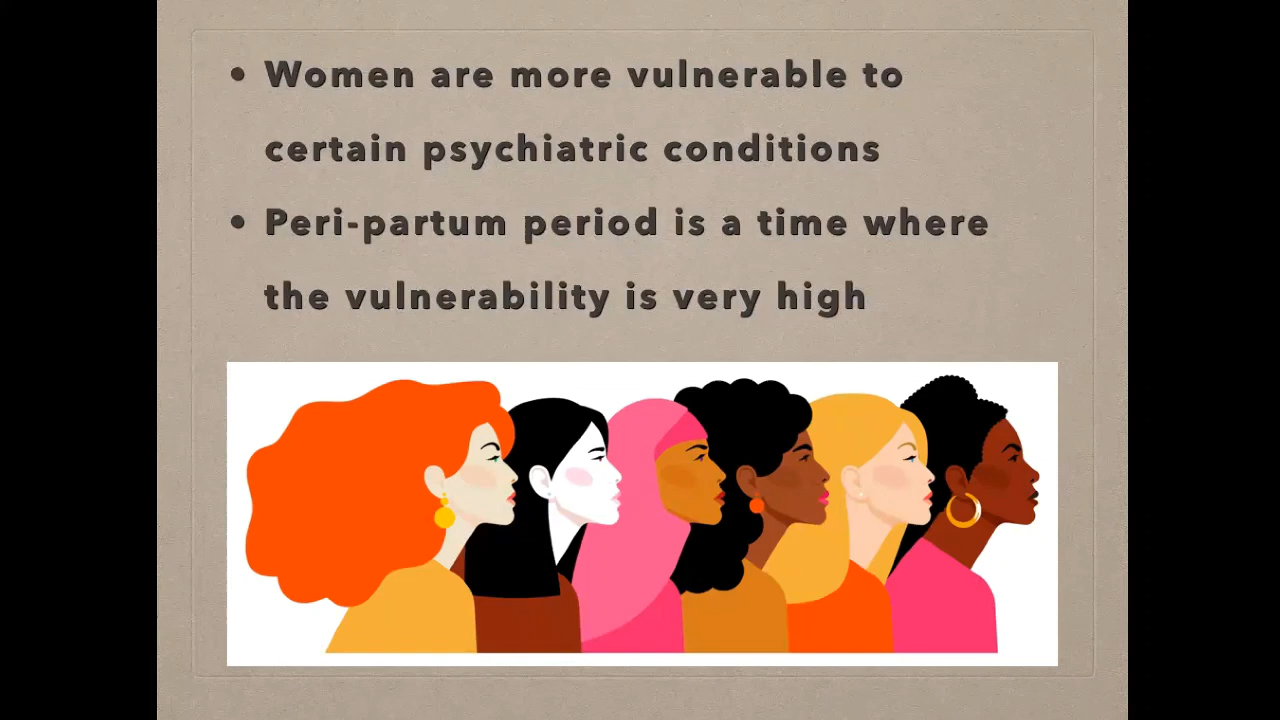 • Women are more vulnerable to
certain psychiatric conditions
• Peri-partum period is a time where
the vulnerability is very high